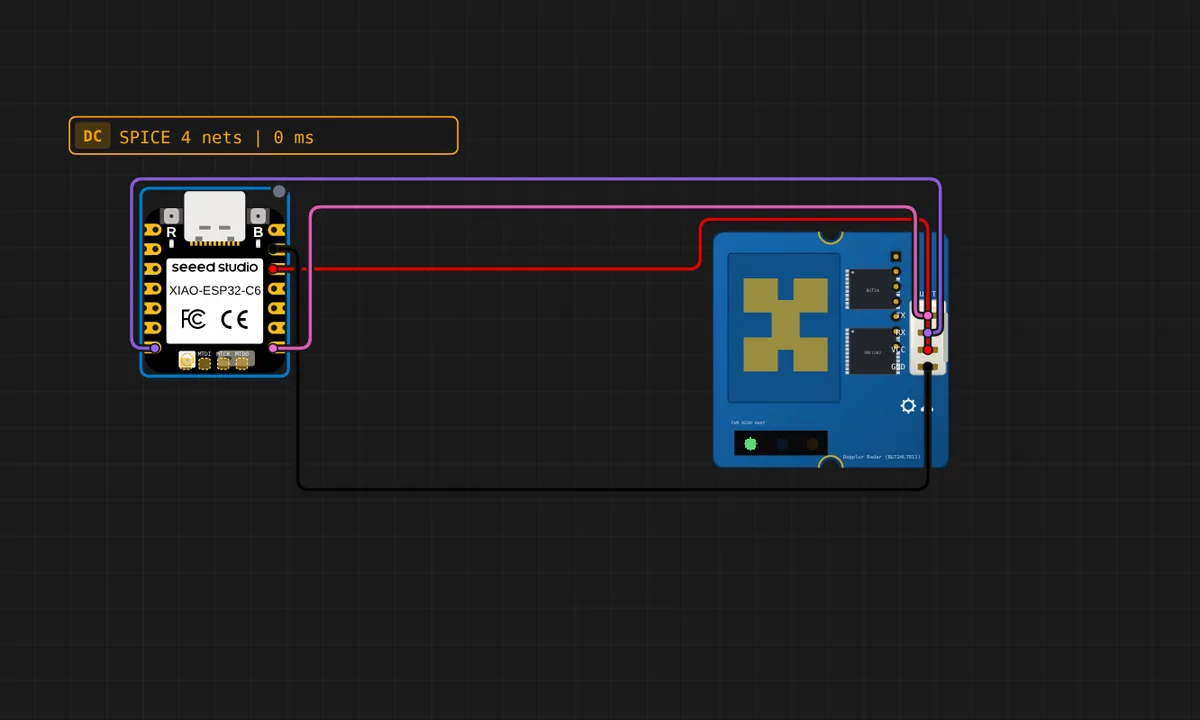 DC SPICE 4 nets | 0 ms
R B
seeed studio
XIAO-ESP32-C6
FC CE
MTDI MTCK MTDO
TX
RX
VCC
GND
Doppler Radar (BGT24LTR11)